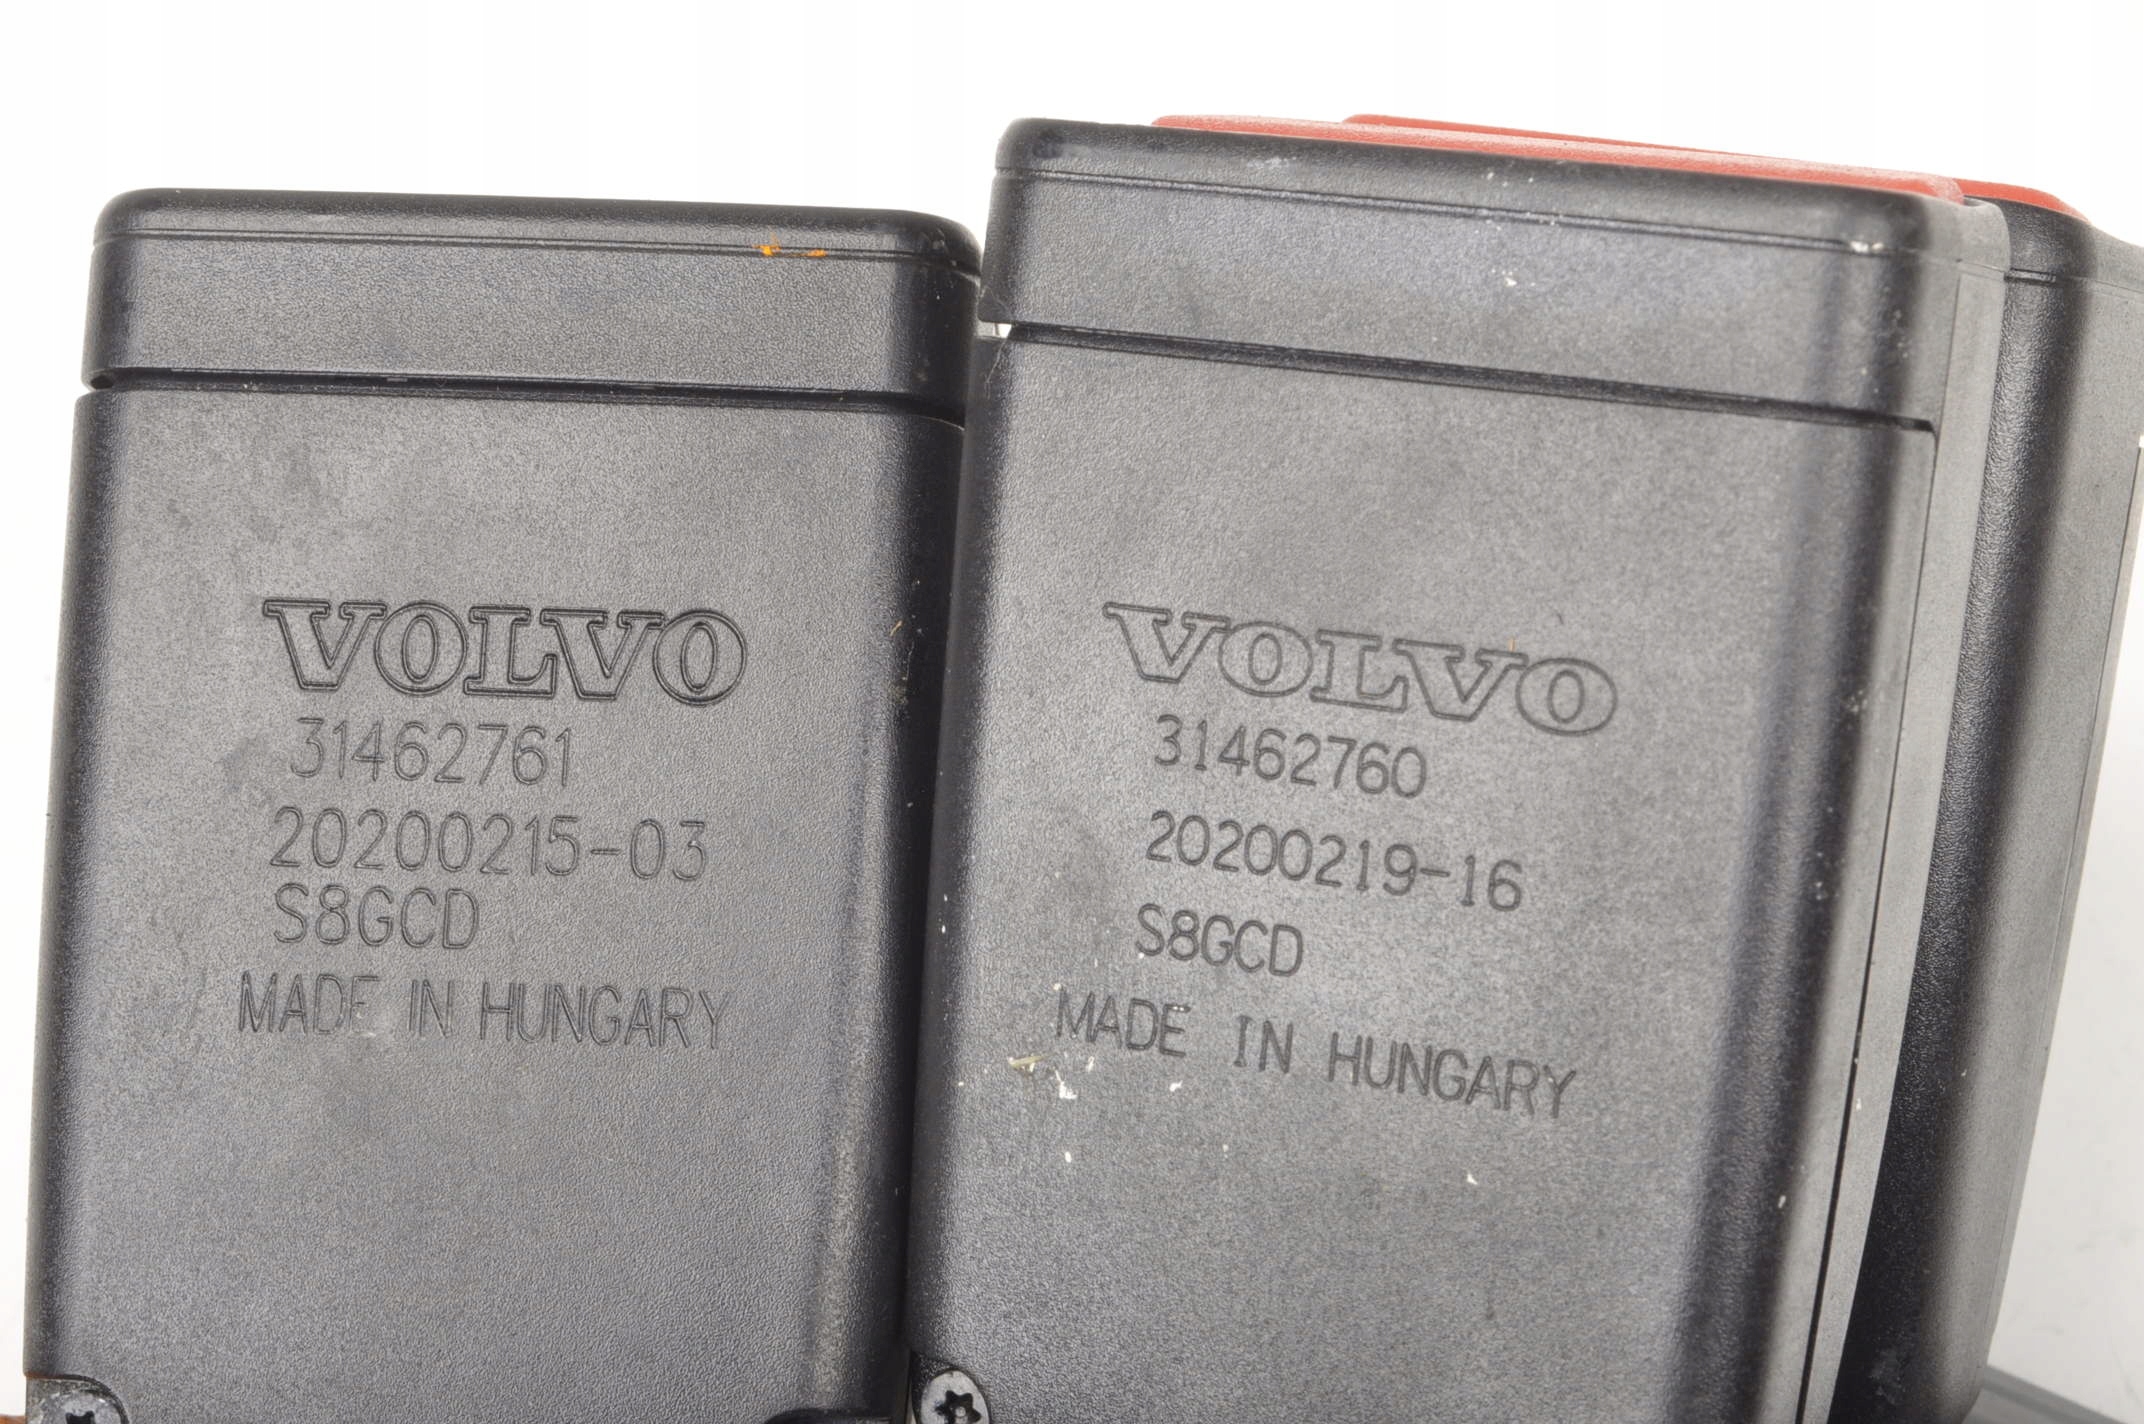 VOLVO
31462761
20200215-03
S8GCD
MADE IN HUNGARY
VOLVO
31462760
20200219-16
S8GCD
MADE IN HUNGARY